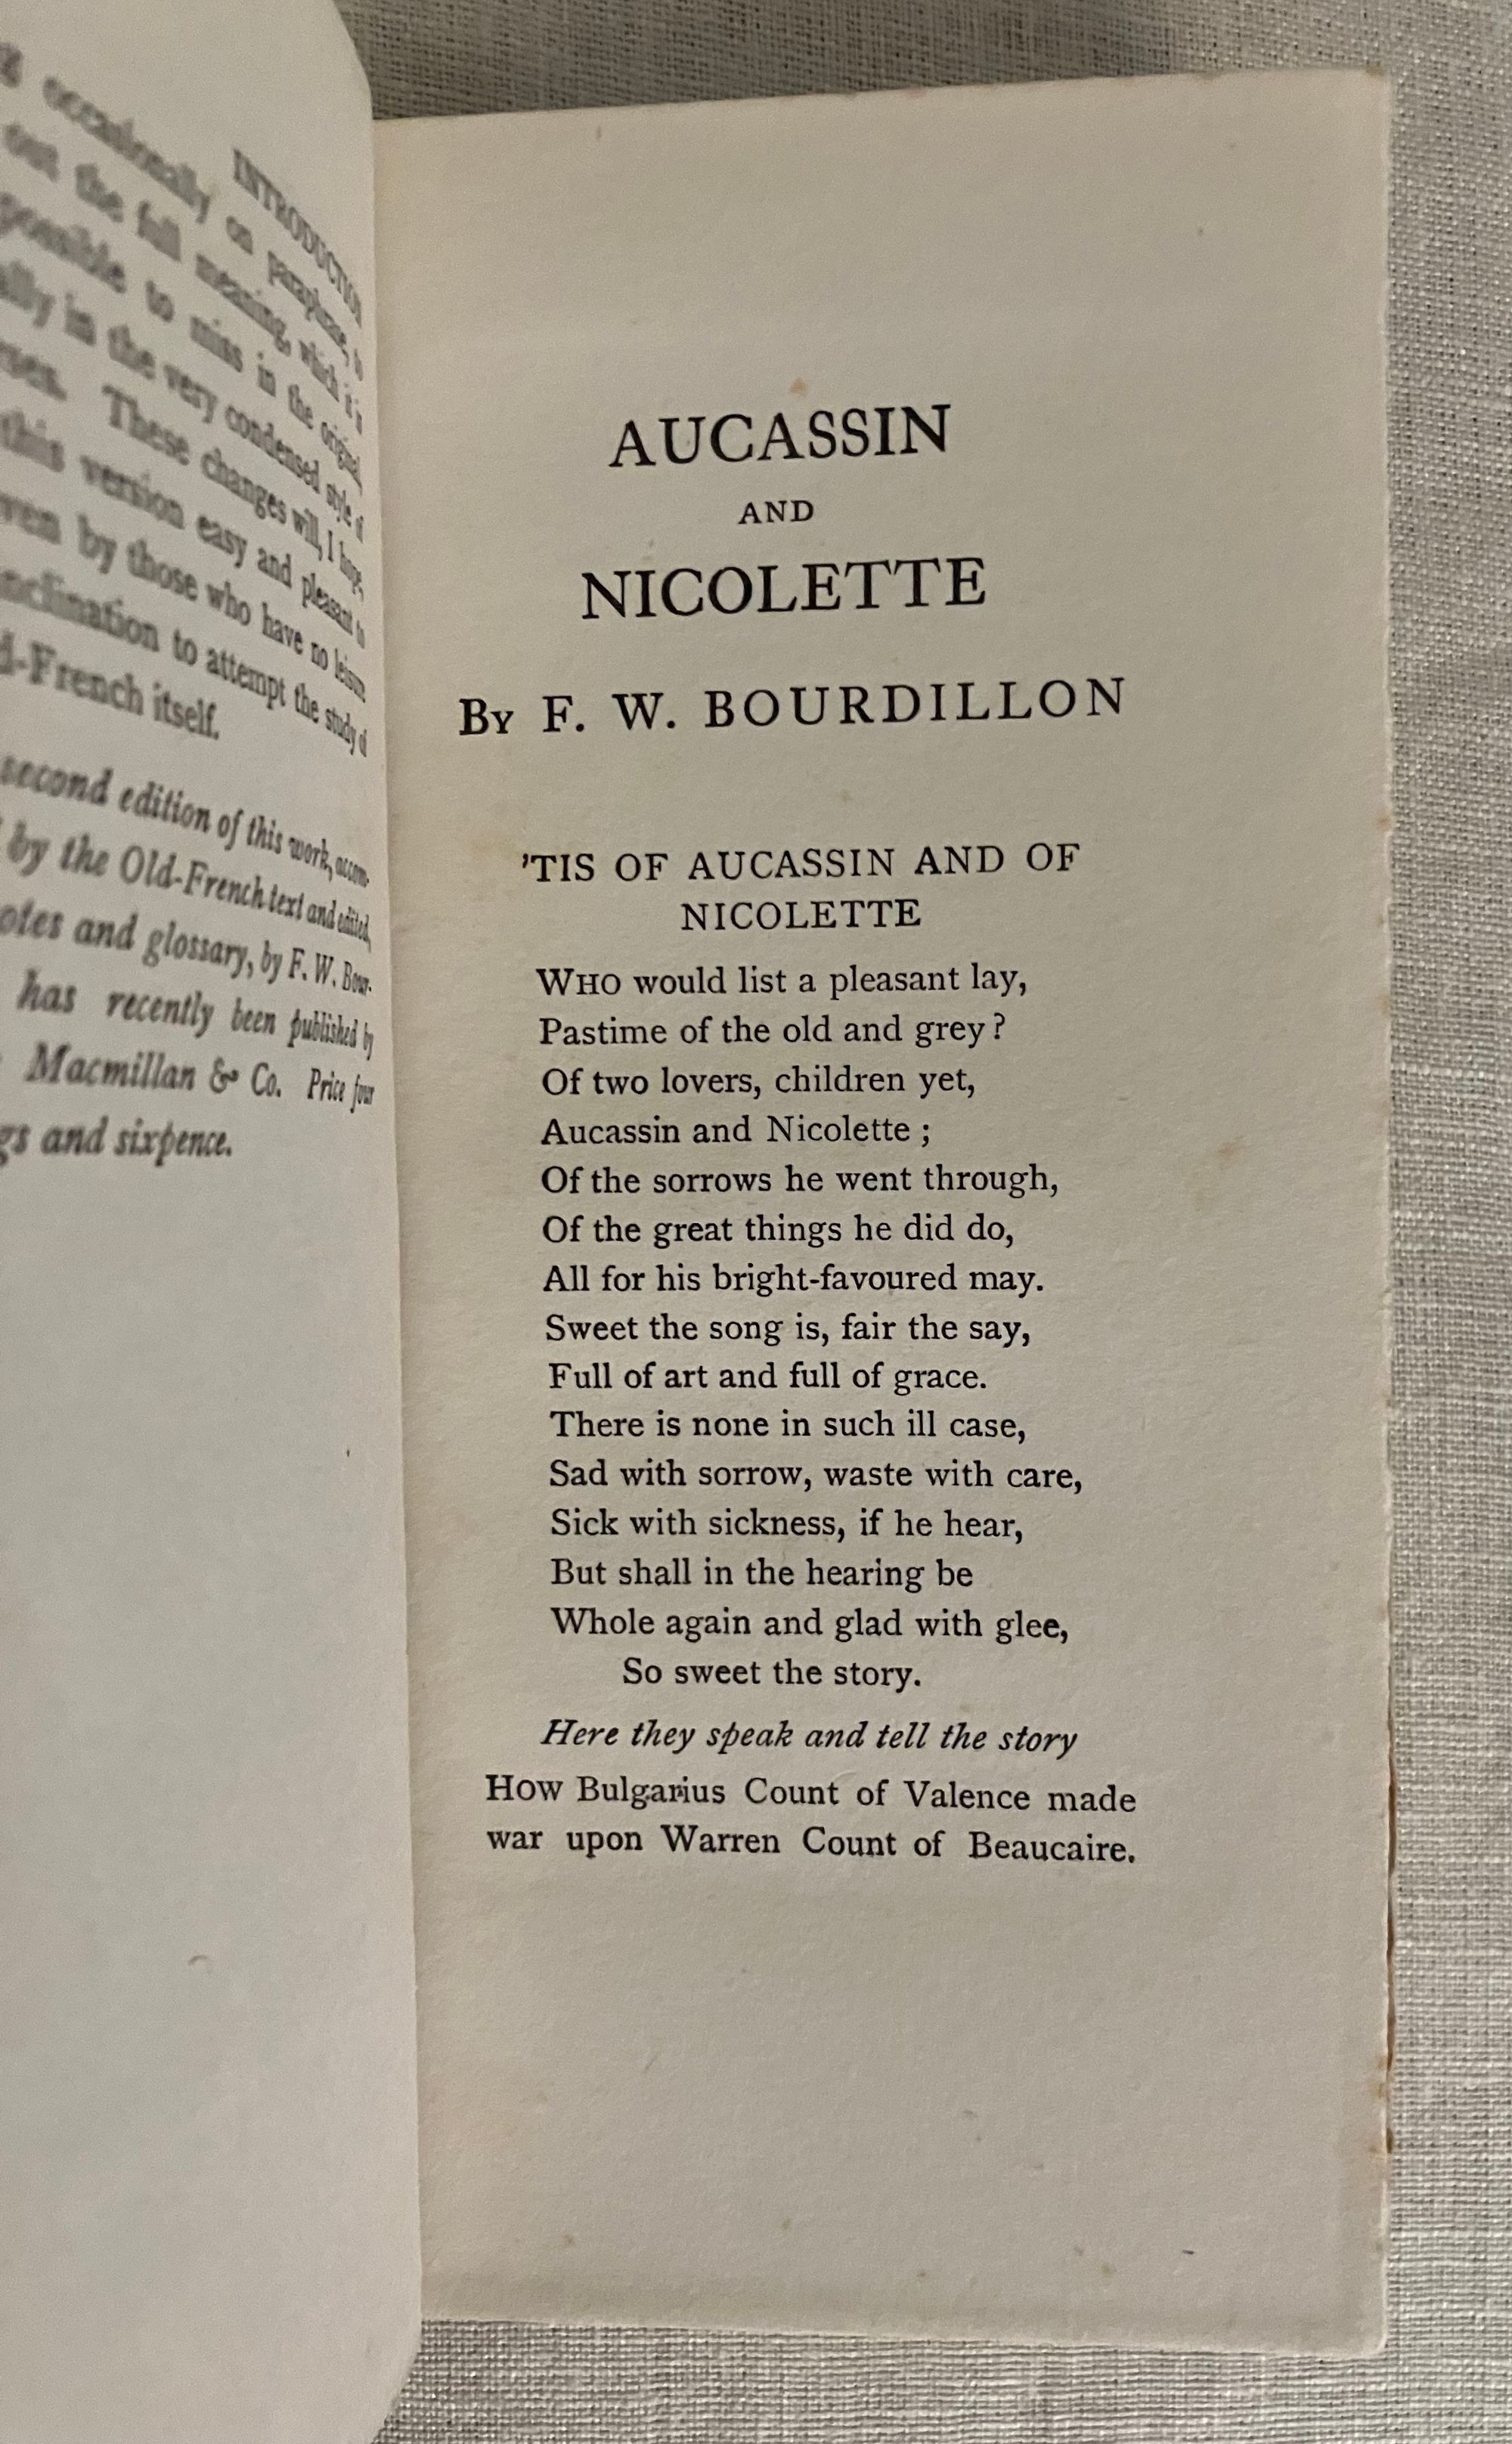 INTRODUCTION
occasionally on paraphrase,
out the full meaning, which it is
possible to miss in the original,
in the very condensed style of
These changes will, I hope,
this version easy and pleasant to
by those who have no leisure
inclination to attempt the study of
-French itself.
second edition of this work, accom-
by the Old-French text and edited,
notes and glossary, by F. W. Bour-
has recently been published by
Macmillan & Co. Price four
and sixpence.
AUCASSIN
AND
NICOLETTE
BY F. W. BOURDILLON
'TIS OF AUCASSIN AND OF
NICOLETTE
WHO would list a pleasant lay,
Pastime of the old and grey?
Of two lovers, children yet,
Aucassin and Nicolette ;
Of the sorrows he went through,
Of the great things he did do,
All for his bright-favoured may.
Sweet the song is, fair the say,
Full of art and full of grace.
There is none in such ill case,
Sad with sorrow, waste with care,
Sick with sickness, if he hear,
But shall in the hearing be
Whole again and glad with glee,
So sweet the story.
Here they speak and tell the story
How Bulgarius Count of Valence made
war upon Warren Count of Beaucaire.